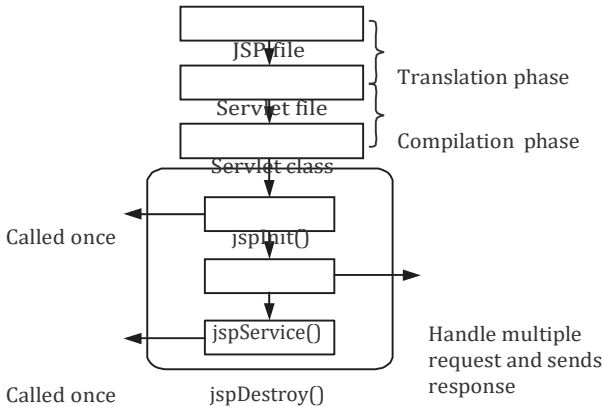 JSP file
Translation phase
Servlet file
Compilation phase
Servlet class
Called once
jspInit()
jspService()
Handle multiple
request and sends
response
Called once
jspDestroy()